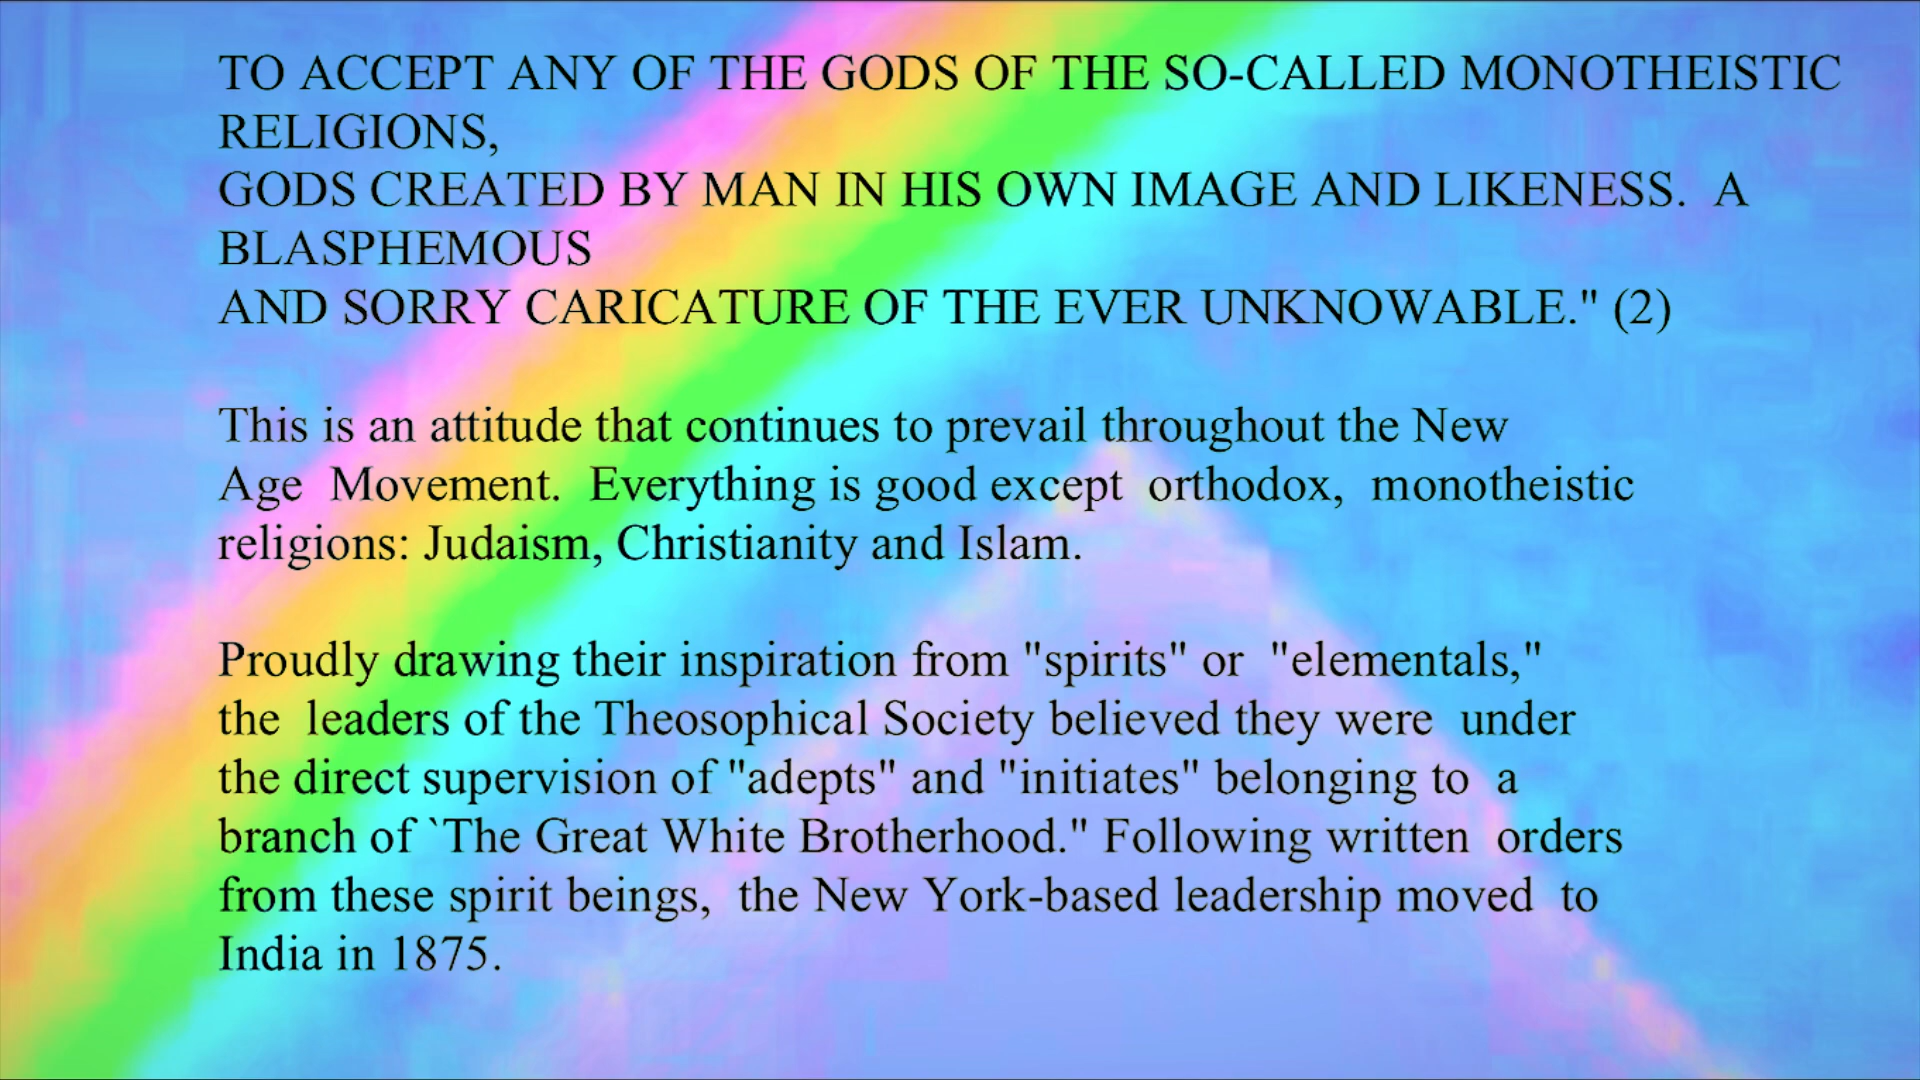 TO ACCEPT ANY OF THE GODS OF THE SO-CALLED MONOTHEISTIC
RELIGIONS,
GODS CREATED BY MAN IN HIS OWN IMAGE AND LIKENESS.  A
BLASPHEMOUS
AND SORRY CARICATURE OF THE EVER UNKNOWABLE." (2)

This is an attitude that continues to prevail throughout the New
Age  Movement.  Everything is good except  orthodox,  monotheistic
religions: Judaism, Christianity and Islam.

Proudly drawing their inspiration from "spirits" or  "elementals,"
the  leaders of the Theosophical Society believed they were  under
the direct supervision of "adepts" and "initiates" belonging to  a
branch of `The Great White Brotherhood." Following written  orders
from these spirit beings,  the New York-based leadership moved  to
India in 1875.